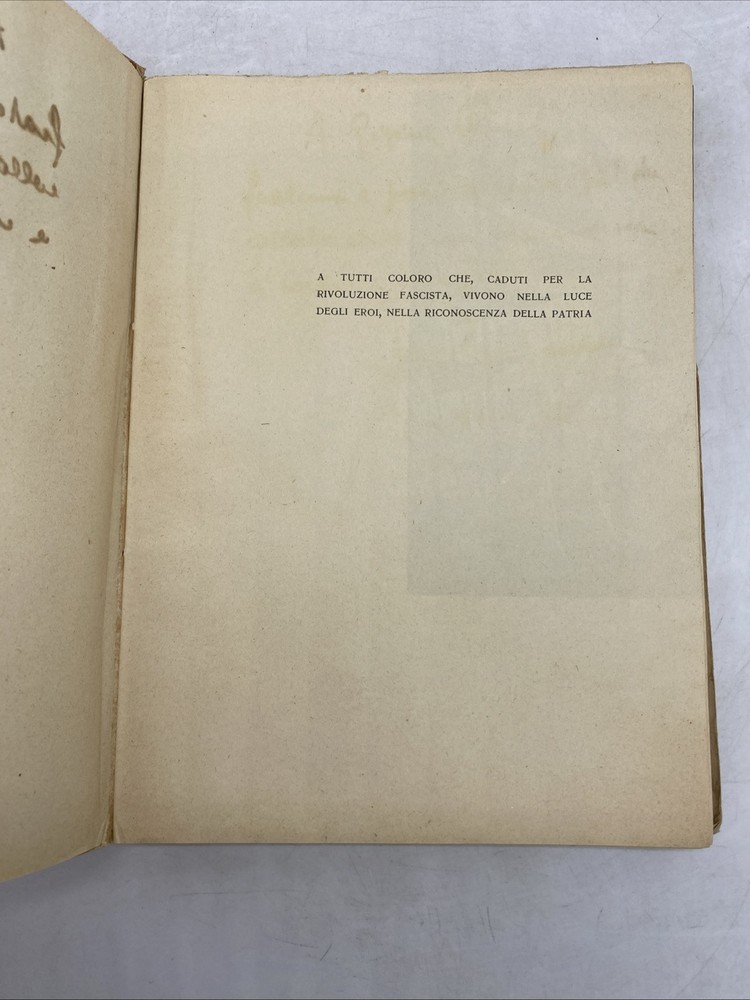 A TUTTI COLORO CHE, CADUTI PER LA
RIVOLUZIONE FASCISTA, VIVONO NELLA LUCE
DEGLI EROI, NELLA RICONOSCENZA DELLA PATRIA